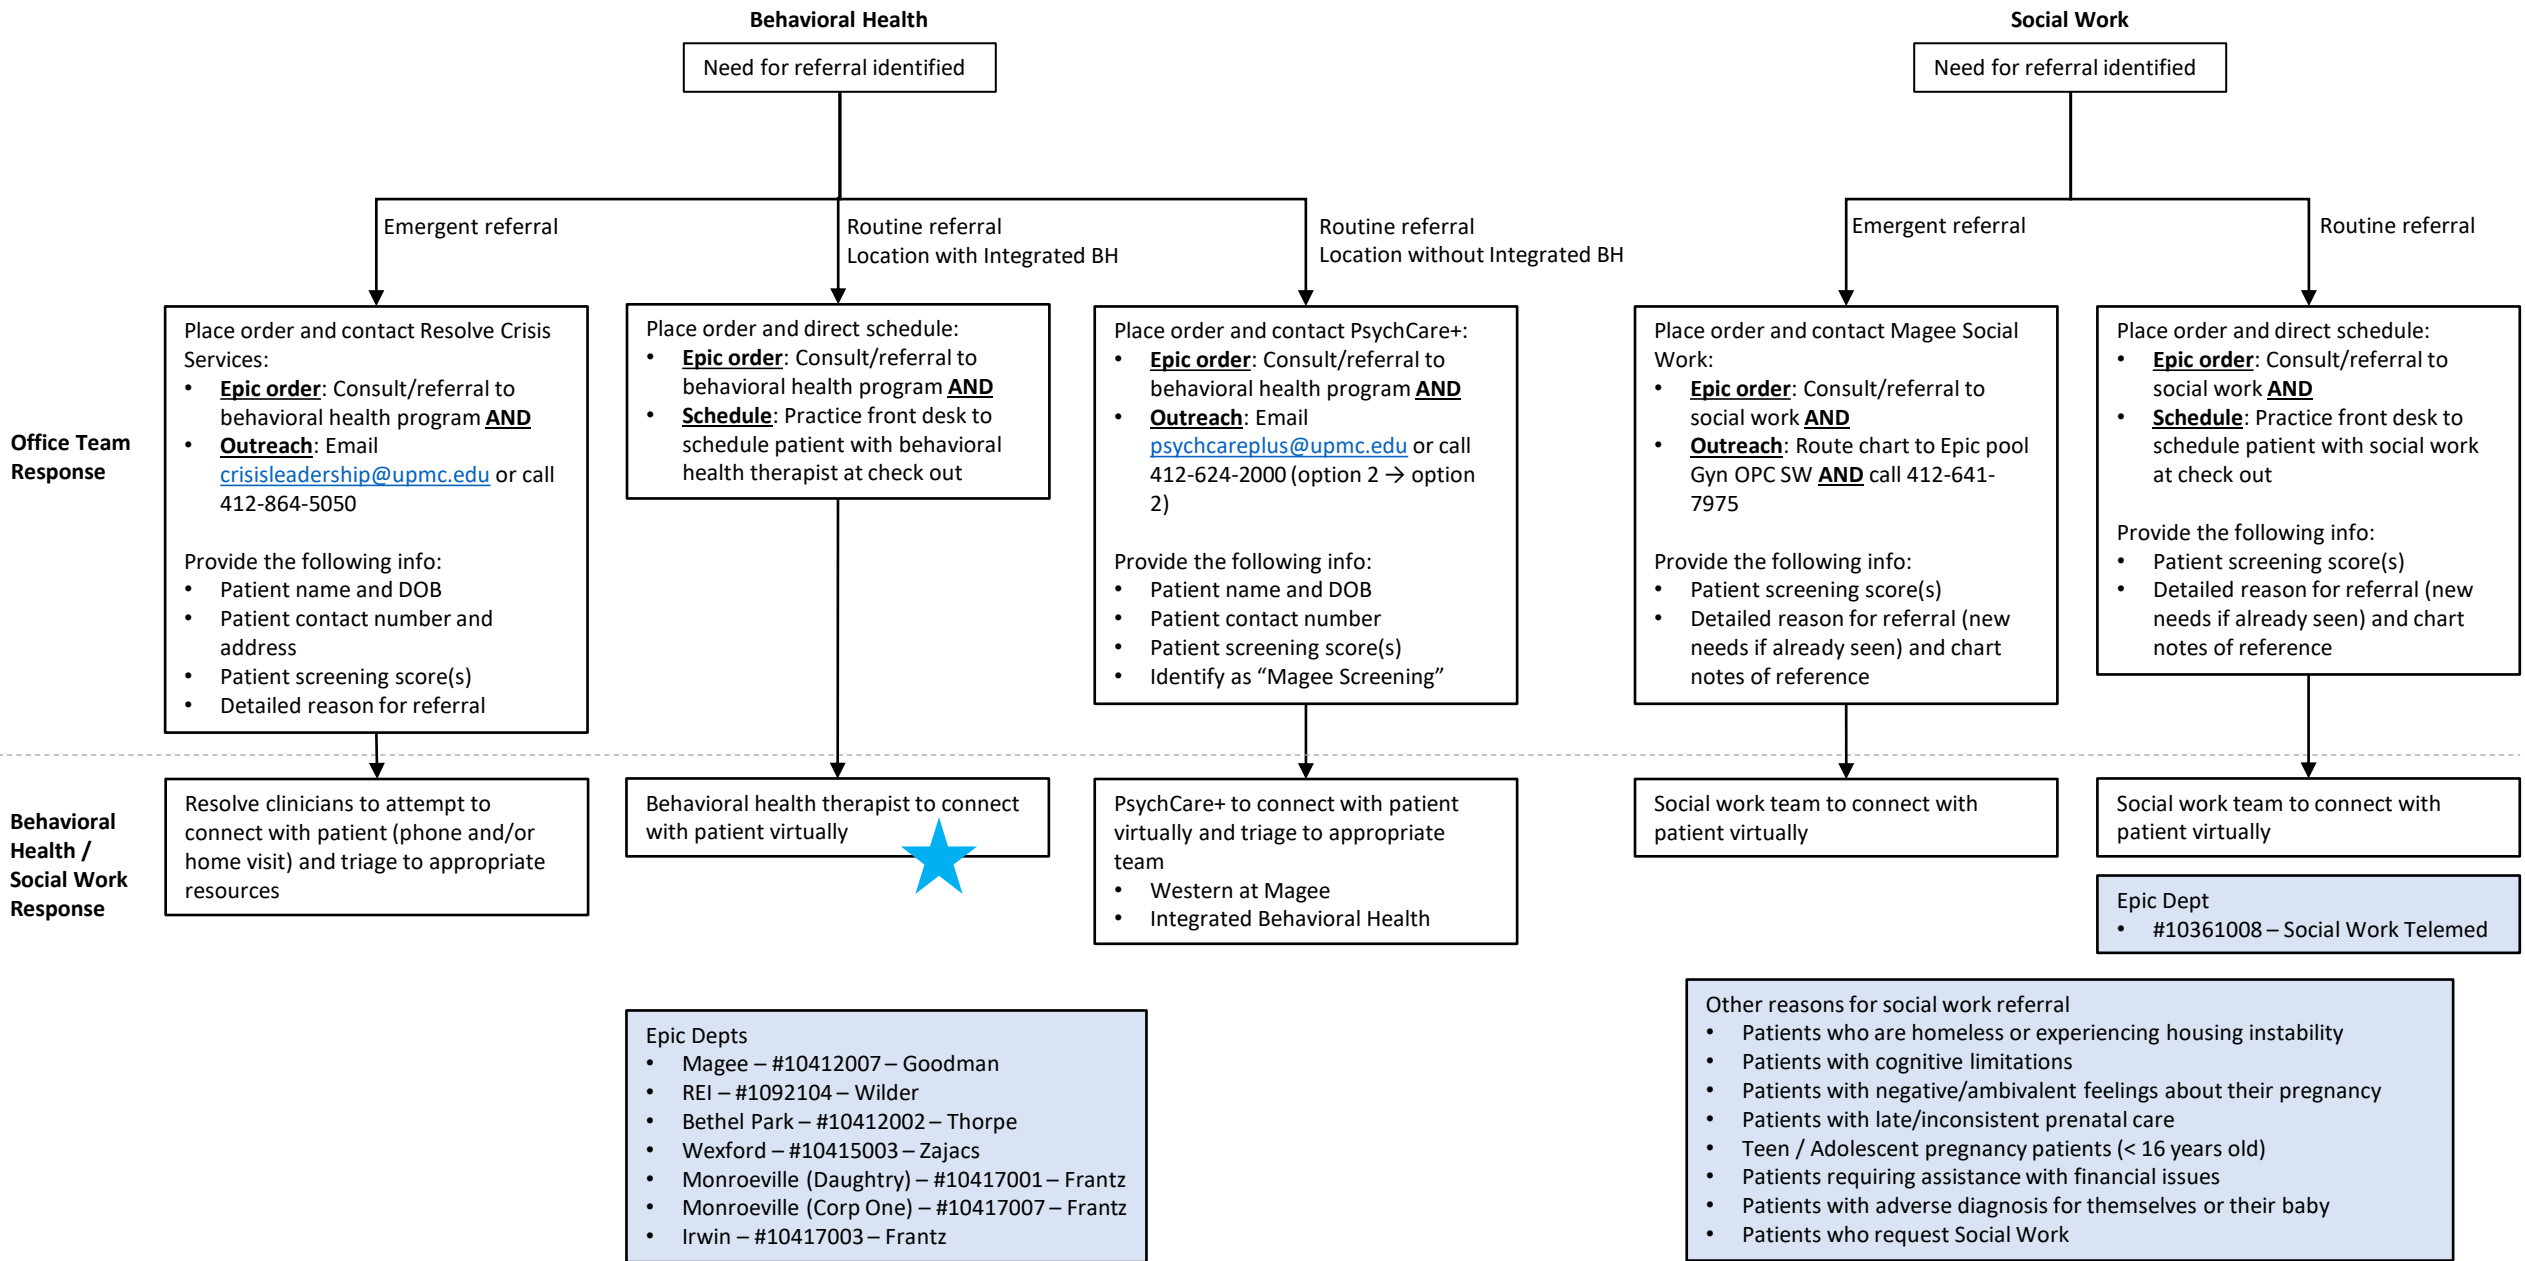 Behavioral Health
Need for referral identified
Emergent referral
Routine referral
Location with Integrated BH
Routine referral
Location without Integrated BH
Social Work
Need for referral identified
Emergent referral
Routine referral
Office Team
Response
Place order and contact Resolve Crisis
Services:
• Epic order: Consult/referral to
behavioral health program AND
• Outreach: Email
crisisleadership@upmc.edu or call
412-864-5050
Provide the following info:
• Patient name and DOB
• Patient contact number and
address
• Patient screening score(s)
• Detailed reason for referral
Place order and direct schedule:
• Epic order: Consult/referral to
behavioral health program AND
• Schedule: Practice front desk to
schedule patient with behavioral
health therapist at check out
Place order and contact PsychCare+:
• Epic order: Consult/referral to
behavioral health program AND
• Outreach: Email
psychcareplus@upmc.edu or call
412-624-2000 (option 2 → option
2)
Provide the following info:
• Patient name and DOB
• Patient contact number
• Patient screening score(s)
• Identify as “Magee Screening”
Place order and contact Magee Social
Work:
• Epic order: Consult/referral to
social work AND
• Outreach: Route chart to Epic pool
Gyn OPC SW AND call 412-641-
7975
Provide the following info:
• Patient screening score(s)
• Detailed reason for referral (new
needs if already seen) and chart
notes of reference
Place order and direct schedule:
• Epic order: Consult/referral to
social work AND
• Schedule: Practice front desk to
schedule patient with social work
at check out
Provide the following info:
• Patient screening score(s)
• Detailed reason for referral (new
needs if already seen) and chart
notes of reference
Behavioral
Health /
Social Work
Response
Resolve clinicians to attempt to
connect with patient (phone and/or
home visit) and triage to appropriate
resources
Behavioral health therapist to connect
with patient virtually
PsychCare+ to connect with patient
virtually and triage to appropriate
team
• Western at Magee
• Integrated Behavioral Health
Social work team to connect with
patient virtually
Social work team to connect with
patient virtually
Epic Dept
• #10361008 – Social Work Telemed
Epic Depts
• Magee – #10412007 – Goodman
• REI – #1092104 – Wilder
• Bethel Park – #10412002 – Thorpe
• Wexford – #10415003 – Zajacs
• Monroeville (Daughtry) – #10417001 – Frantz
• Monroeville (Corp One) – #10417007 – Frantz
• Irwin – #10417003 – Frantz
Other reasons for social work referral
• Patients who are homeless or experiencing housing instability
• Patients with cognitive limitations
• Patients with negative/ambivalent feelings about their pregnancy
• Patients with late/inconsistent prenatal care
• Teen / Adolescent pregnancy patients (< 16 years old)
• Patients requiring assistance with financial issues
• Patients with adverse diagnosis for themselves or their baby
• Patients who request Social Work